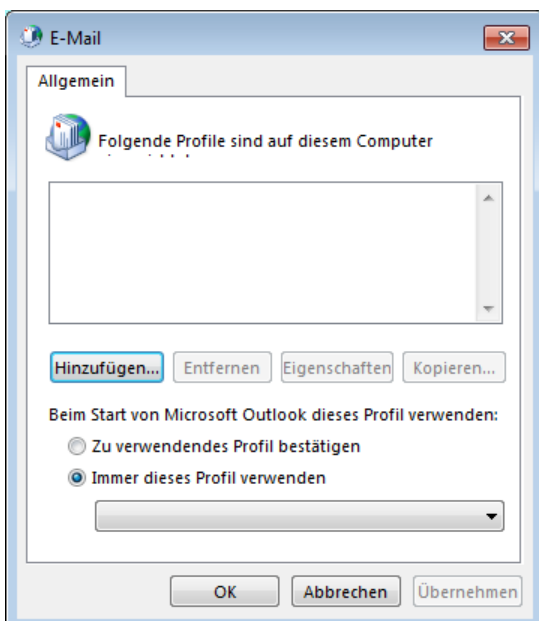 E-Mail
Allgemein
Folgende Profile sind auf diesem Computer
Hinzufügen... Entfernen Eigenschaften Kopieren...
Beim Start von Microsoft Outlook dieses Profil verwenden:
Zu verwendendes Profil bestätigen
Immer dieses Profil verwenden
OK Abbrechen Übernehmen